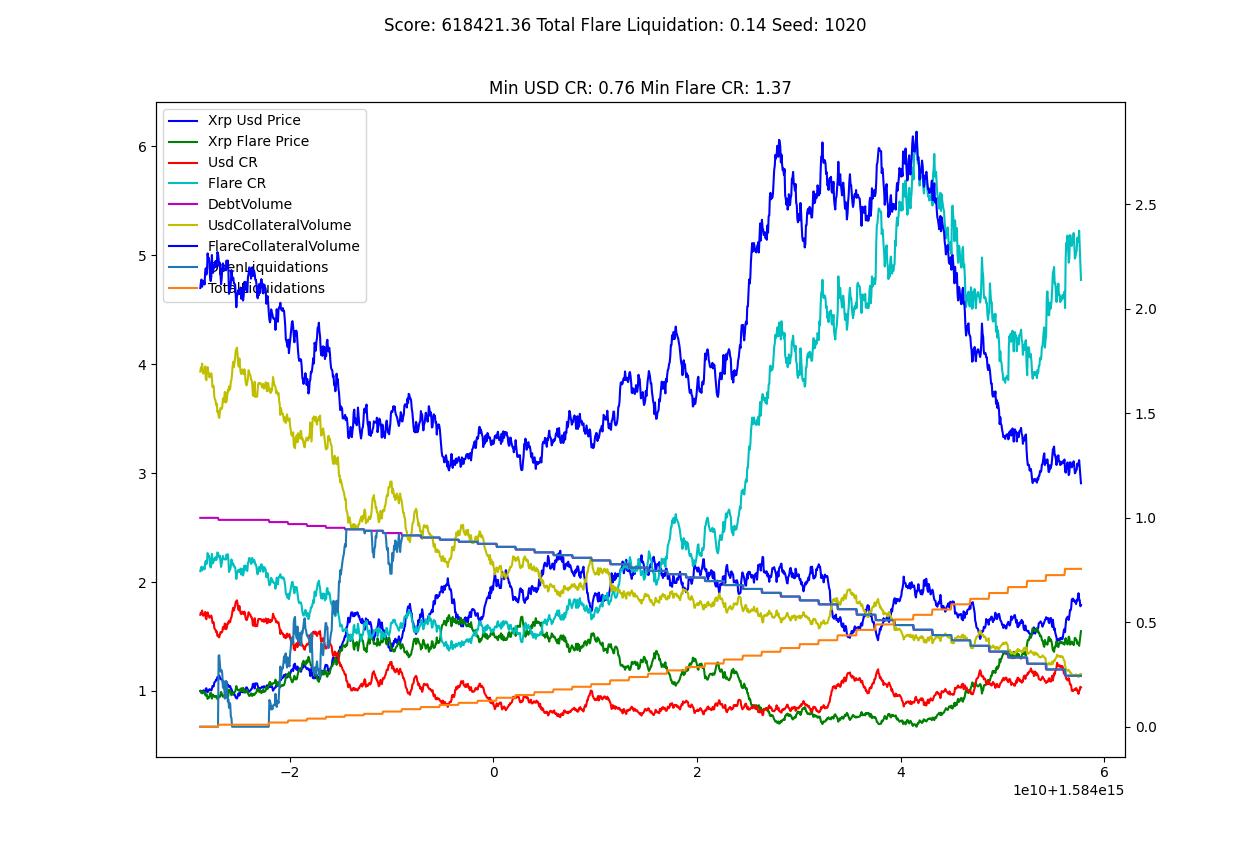 Score: 618421.36 Total Flare Liquidation: 0.14 Seed: 1020
Min USD CR: 0.76 Min Flare CR: 1.37
Xrp Usd Price
Xrp Flare Price
Usd CR
Flare CR
DebtVolume
UsdCollateralVolume
FlareCollateralVolume
OpenLiquidations
TotalLiquidations
6
5
4
3
2
1
2.5
2.0
1.5
1.0
0.5
0.0
−2
0
2
4
6
1e10+1.584e15